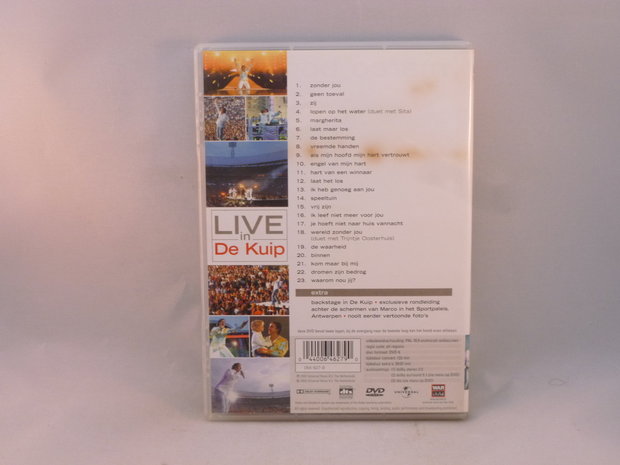 1. zonder jou
2. geen toeval
3. zij
4. lopen op het water (duet met Sita)
5. margherita
6. laat maar los
7. de bestemming
8. vreemde handen
9. als mijn hoofd mijn hart vertrouwt
10. engel van mijn hart
11. hart van een winnaar
12. laat het los
13. ik heb genoeg aan jou
14. speeltuin
15. vrij zijn
16. ik leef niet meer voor jou
17. je hoeft niet naar huis vannacht
18. wereld zonder jou
(duet met Trijntje Oosterhuis)
19. de waarheid
20. binnen
21. kom maar bij mij
22. dromen zijn bedrog
23. waarom nou jij?
LIVE
in
De Kuip
extra
backstage in De Kuip • exclusieve rondleiding
achter de schermen van Marco in het Sportpaleis,
Antwerpen • nooit eerder vertoonde foto's
0 44006 46279 0
dts
DVD
UNIVERSAL